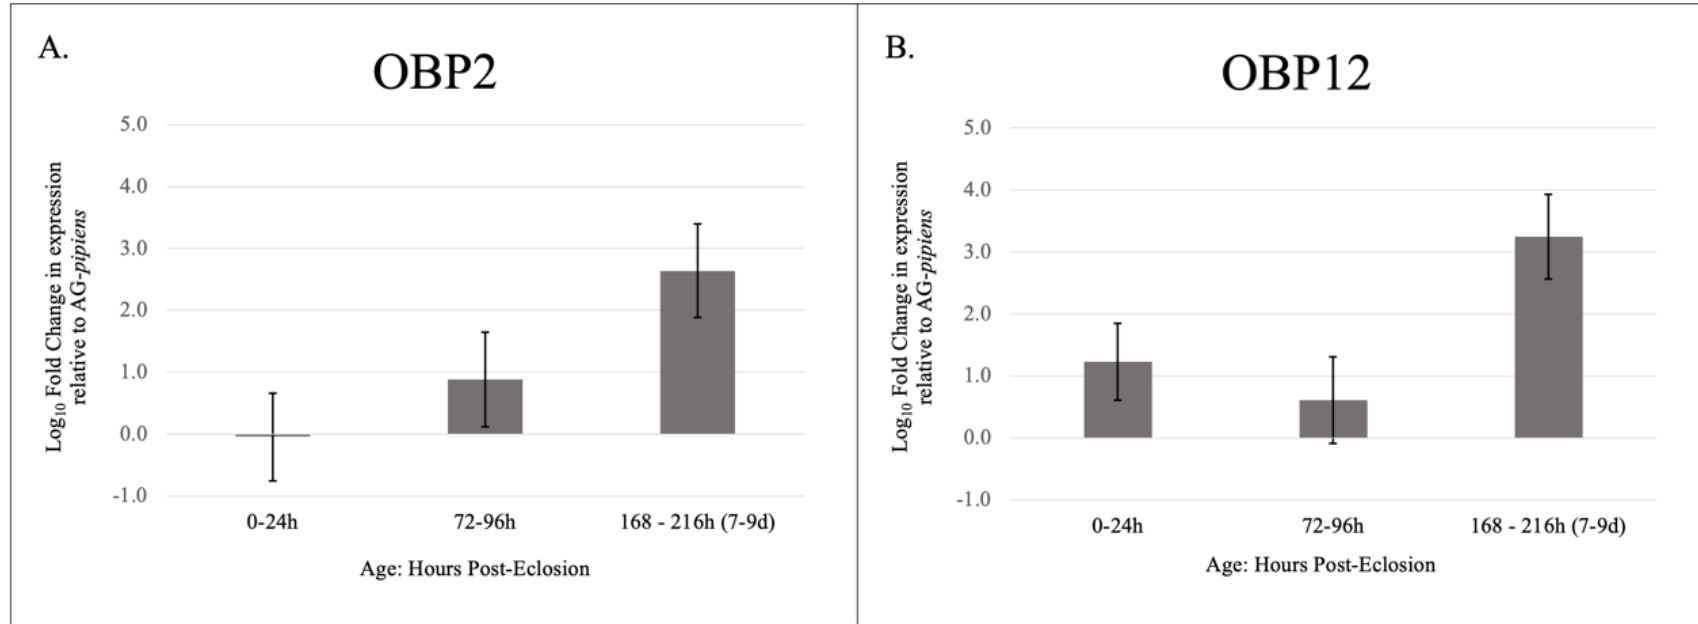 A.
OBP2
Log10 Fold Change in expression
relative to AG-pipiens
5.0
4.0
3.0
2.0
1.0
0.0
-1.0
0-24h
72-96h
168 - 216h (7-9d)
Age: Hours Post-Eclosion
B.
OBP12
Log10 Fold Change in expression
relative to AG-pipiens
5.0
4.0
3.0
2.0
1.0
0.0
-1.0
0-24h
72-96h
168 - 216h (7-9d)
Age: Hours Post-Eclosion